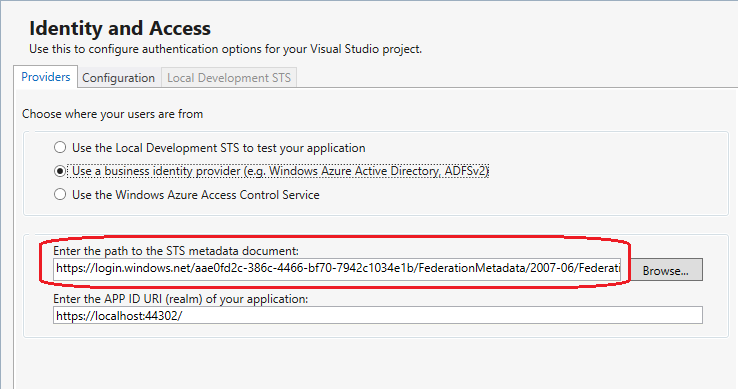 Identity and Access
Use this to configure authentication options for your Visual Studio project.
Providers Configuration Local Development STS
Choose where your users are from
Use the Local Development STS to test your application
Use a business identity provider (e.g. Windows Azure Active Directory, ADFSv2)
Use the Windows Azure Access Control Service
Enter the path to the STS metadata document:
https://login.windows.net/aae0fd2c-386c-4466-bf70-7942c1034e1b/FederationMetadata/2007-06/Federati
Browse...
Enter the APP ID URI (realm) of your application:
https://localhost:44302/